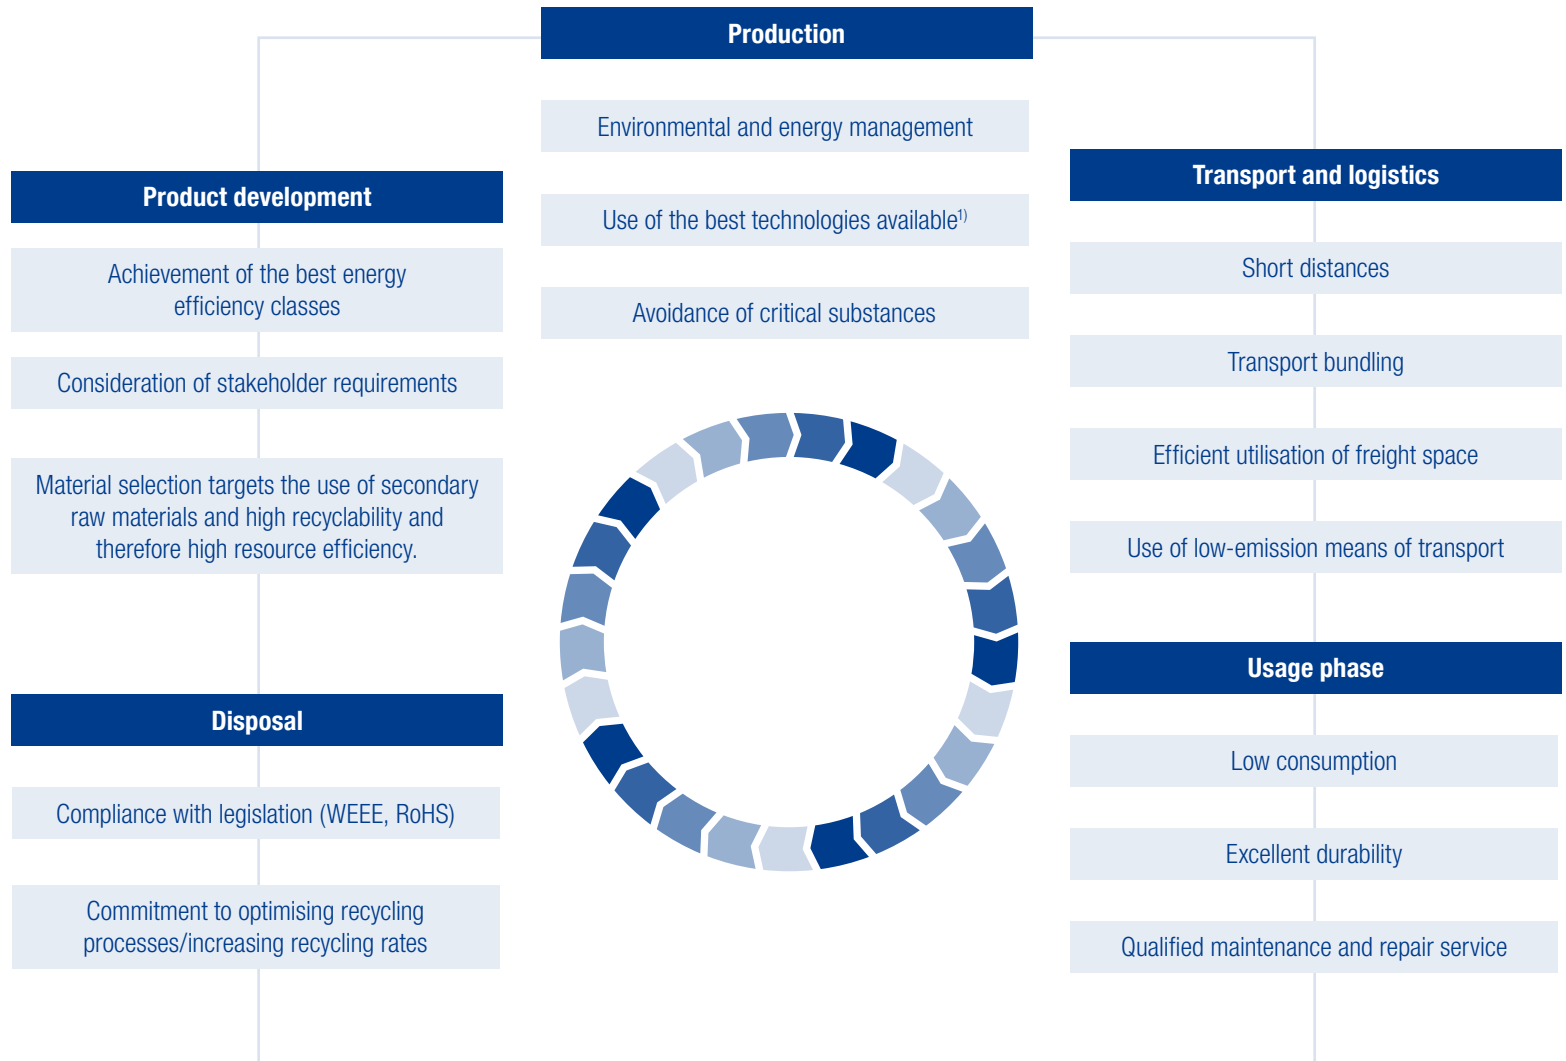 Production
Environmental and energy management
Use of the best technologies available1)
Avoidance of critical substances
Product development
Achievement of the best energy
efficiency classes
Consideration of stakeholder requirements
Material selection targets the use of secondary
raw materials and high recyclability and
therefore high resource efficiency.
Disposal
Compliance with legislation (WEEE, RoHS)
Commitment to optimising recycling
processes/increasing recycling rates
Transport and logistics
Short distances
Transport bundling
Efficient utilisation of freight space
Use of low-emission means of transport
Usage phase
Low consumption
Excellent durability
Qualified maintenance and repair service